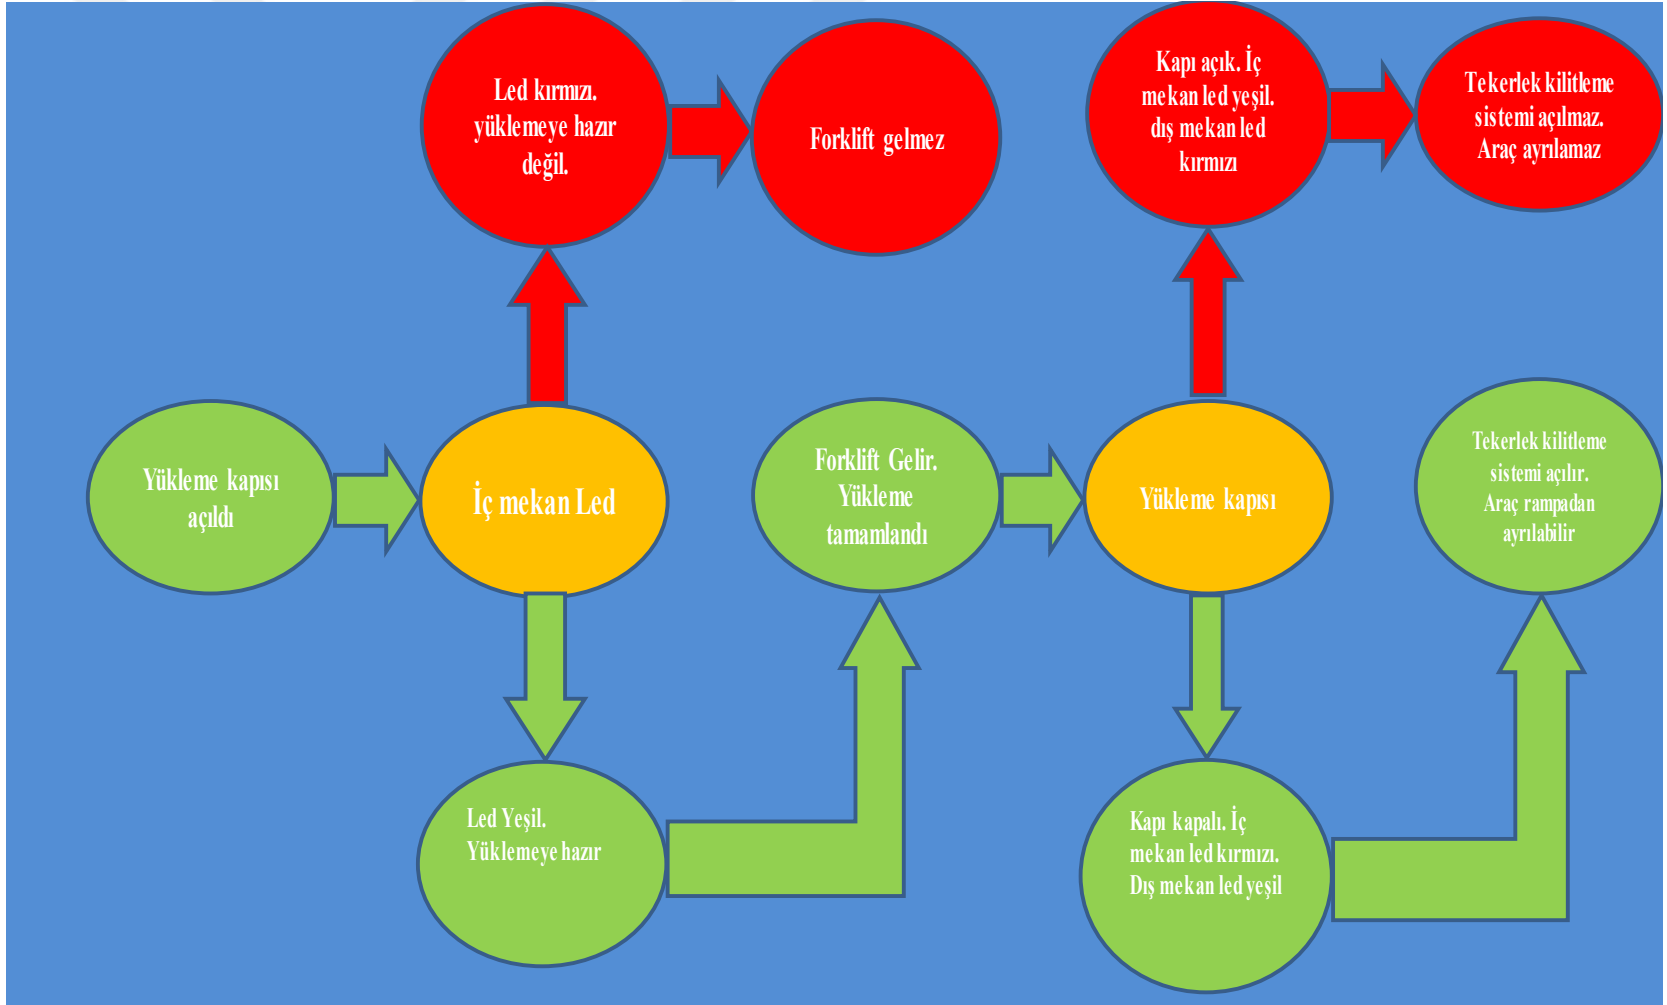 Led kırmızı.
yüklemeye hazır
değil.
Forklift gelmez
Kapı açık. İç
mekan led yeşil.
dış mekan led
kırmızı
Tekerlek kilitleme
sistemi açılmaz.
Araç ayrılamaz
Yükleme kapısı
açıldı
İç mekan Led
Forklift Gelir.
Yükleme
tamamlandı
Yükleme kapısı
Tekerlek kilitleme
sistemi açılır.
Araç rampadan
ayrılabilir
Led Yeşil.
Yüklemeye hazır
Kapı kapalı. İç
mekan led kırmızı.
Dış mekan led yeşil